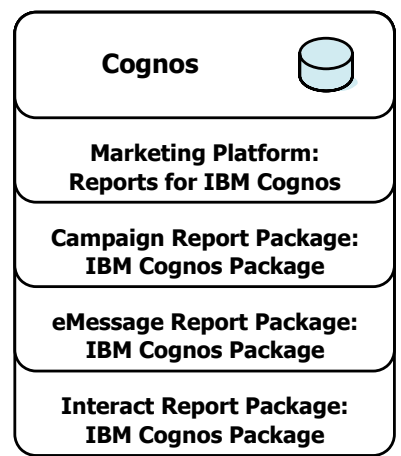 Cognos
Marketing Platform:
Reports for IBM Cognos
Campaign Report Package:
IBM Cognos Package
eMessage Report Package:
IBM Cognos Package
Interact Report Package:
IBM Cognos Package